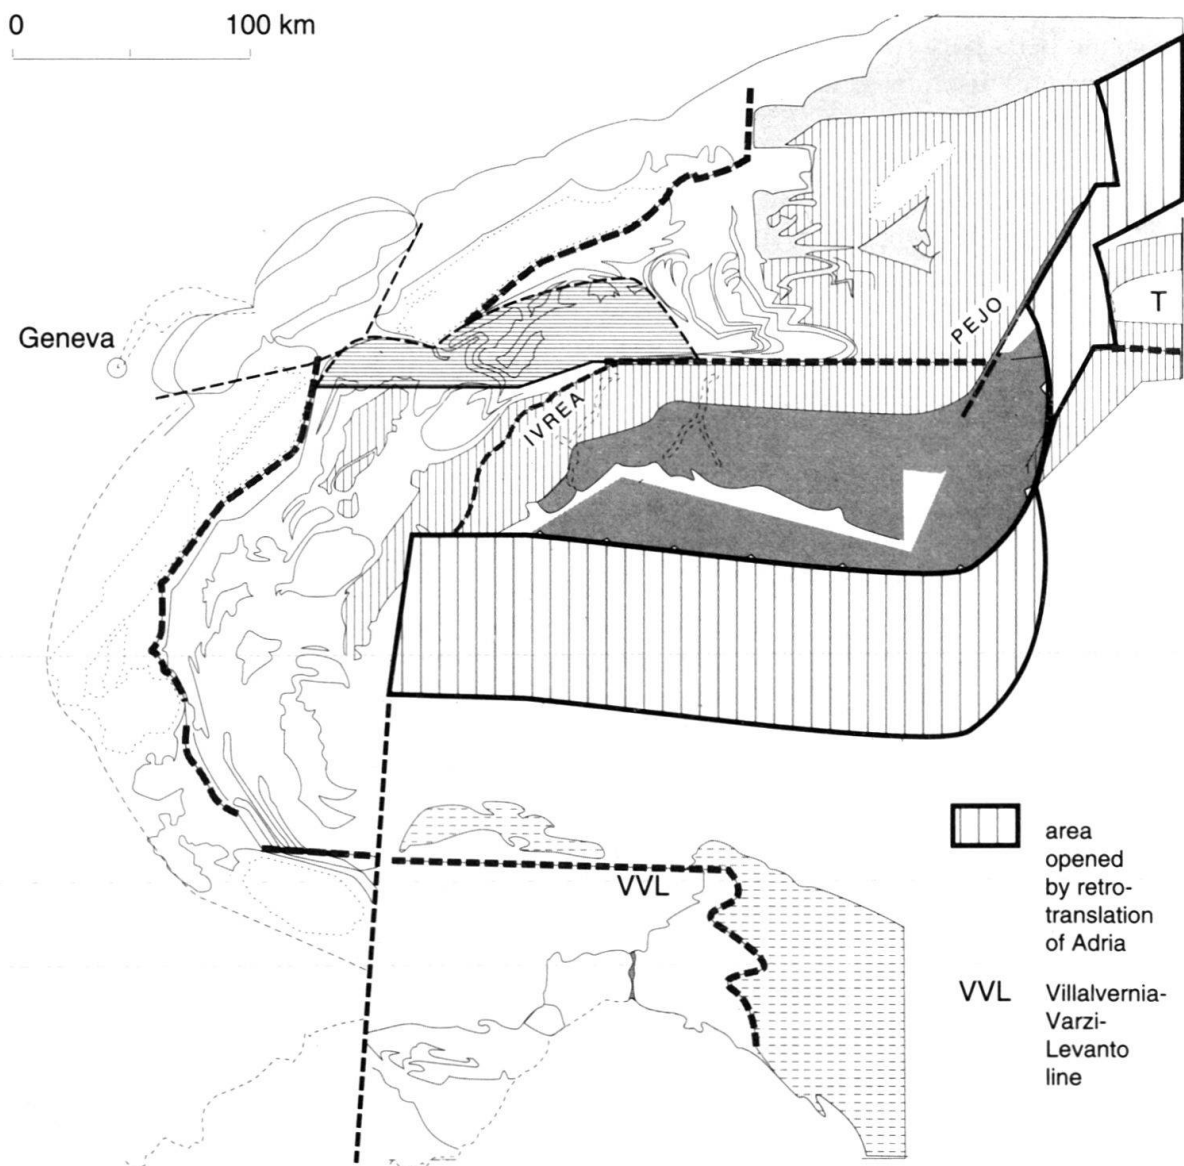 0 100 km
Geneva
PEJO
T
IVREA
VVL
area
opened
by retro-
translation
of Adria
VVL Villalvernia-
Varzi-
Levanto
line